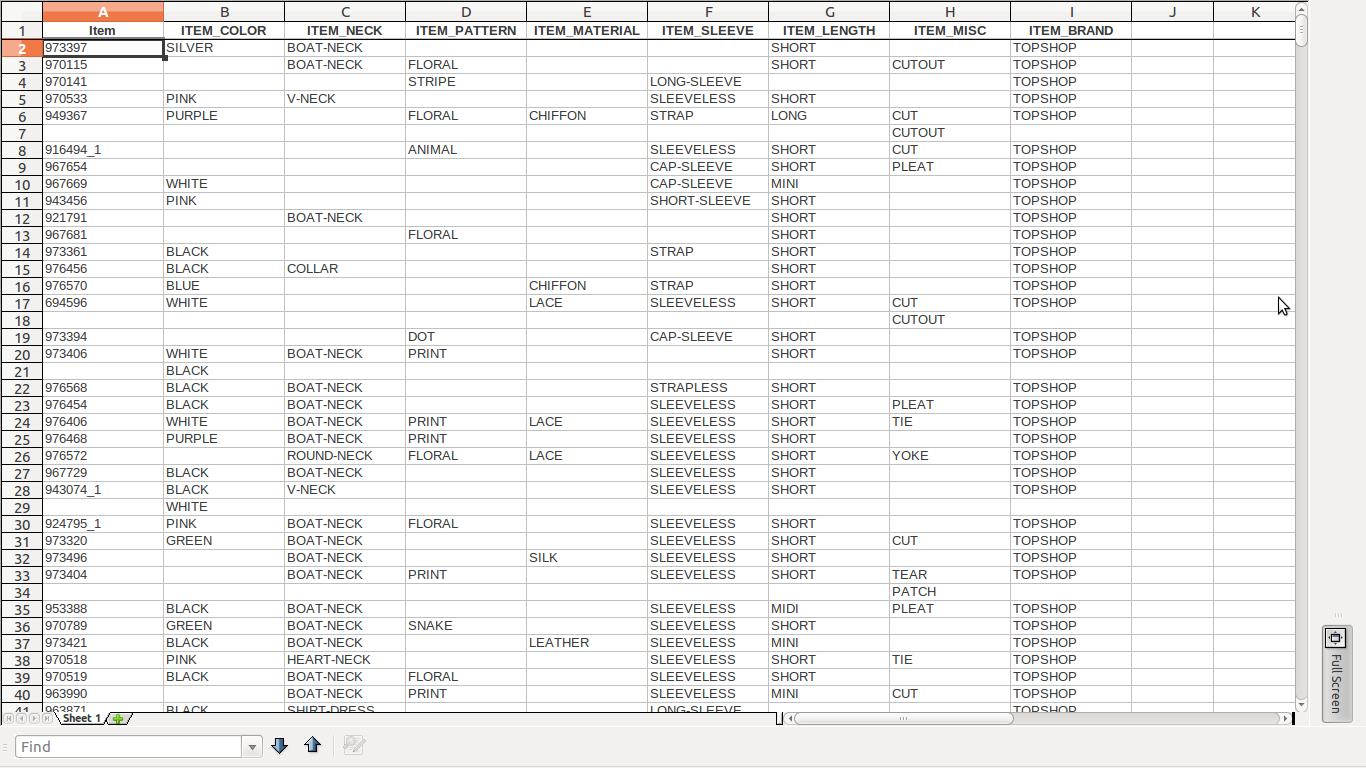 A B C D E F G H I J K
1 Item ITEM_COLOR ITEM_NECK ITEM_PATTERN ITEM_MATERIAL ITEM_SLEEVE ITEM_LENGTH ITEM_MISC ITEM_BRAND
2 973397 SILVER BOAT-NECK SHORT TOPSHOP
3 970115 BOAT-NECK FLORAL SHORT CUTOUT TOPSHOP
4 970141 STRIPE LONG-SLEEVE TOPSHOP
5 970533 PINK V-NECK SLEEVELESS SHORT TOPSHOP
6 949367 PURPLE FLORAL CHIFFON STRAP LONG CUT TOPSHOP
7 CUTOUT
8 916494_1 ANIMAL SLEEVELESS SHORT CUT TOPSHOP
9 967654 CAP-SLEEVE SHORT PLEAT TOPSHOP
10 967669 WHITE CAP-SLEEVE MINI TOPSHOP
11 943456 PINK SHORT-SLEEVE SHORT TOPSHOP
12 921791 BOAT-NECK SHORT TOPSHOP
13 967681 FLORAL SHORT TOPSHOP
14 973361 BLACK STRAP SHORT TOPSHOP
15 976456 BLACK COLLAR SHORT TOPSHOP
16 976570 BLUE CHIFFON STRAP SHORT TOPSHOP
17 694596 WHITE LACE SLEEVELESS SHORT CUT TOPSHOP
18 CUTOUT
19 973394 DOT CAP-SLEEVE SHORT TOPSHOP
20 973406 WHITE BOAT-NECK PRINT SHORT TOPSHOP
21 BLACK
22 976568 BLACK BOAT-NECK STRAPLESS SHORT TOPSHOP
23 976454 BLACK BOAT-NECK SLEEVELESS SHORT PLEAT TOPSHOP
24 976406 WHITE BOAT-NECK PRINT LACE SLEEVELESS SHORT TIE TOPSHOP
25 976468 PURPLE BOAT-NECK PRINT SLEEVELESS SHORT TOPSHOP
26 976572 ROUND-NECK FLORAL LACE SLEEVELESS SHORT YOKE TOPSHOP
27 967729 BLACK BOAT-NECK SLEEVELESS SHORT TOPSHOP
28 943074_1 BLACK V-NECK SLEEVELESS SHORT TOPSHOP
29 WHITE
30 924795_1 PINK BOAT-NECK FLORAL SLEEVELESS SHORT TOPSHOP
31 973320 GREEN BOAT-NECK SLEEVELESS SHORT CUT TOPSHOP
32 973496 BOAT-NECK SILK SLEEVELESS SHORT TOPSHOP
33 973404 BOAT-NECK PRINT SLEEVELESS SHORT TEAR TOPSHOP
34 PATCH
35 953388 BLACK BOAT-NECK SLEEVELESS MIDI PLEAT TOPSHOP
36 970789 GREEN BOAT-NECK SNAKE SLEEVELESS SHORT TOPSHOP
37 973421 BLACK BOAT-NECK LEATHER SLEEVELESS MINI TOPSHOP
38 970518 PINK HEART-NECK SLEEVELESS SHORT TIE TOPSHOP
39 970519 BLACK BOAT-NECK FLORAL SLEEVELESS SHORT TOPSHOP
40 963990 BOAT-NECK PRINT SLEEVELESS MINI CUT TOPSHOP
41 963871 BLACK SHIRT-DRESS LONG-SLEEVE TOPSHOP
Sheet 1
Full Screen
Find